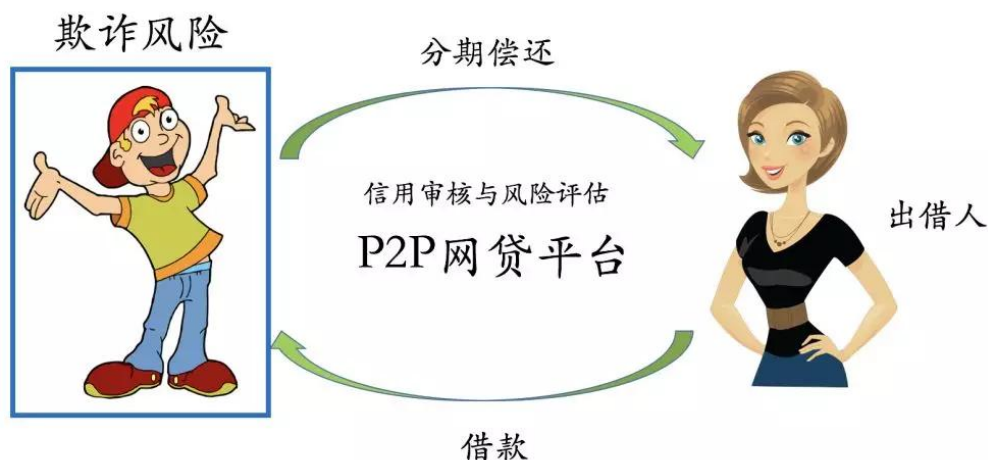 欺诈风险
分期偿还
信用审核与风险评估
P2P网贷平台
出借人
借款